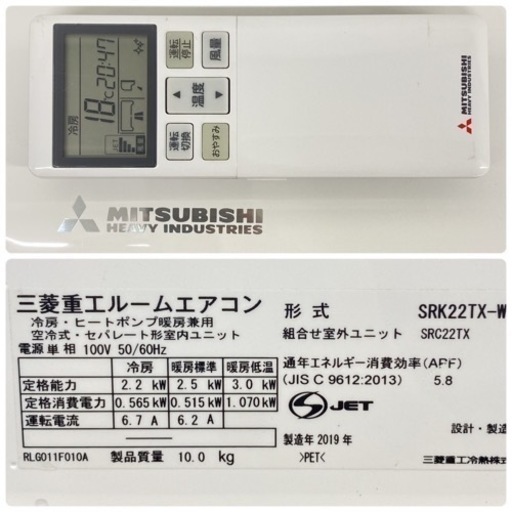 冷房
18℃ 20:47
JET
運転
停止
風量
温度
運転
切換
おやすみ
MITSUBISHI
HEAVY INDUSTRIES
MITSUBISHI
HEAVY INDUSTRIES
三菱重工ルームエアコン
冷房・ヒートポンプ暖房兼用
空冷式・セパレート形室内ユニット
電源単相 100V 50/60Hz
冷房 暖房標準 暖房低温
定格能力 2.2 kW 2.5 kW 3.0 kW
定格消費電力 0.565 kW 0.515 kW 1.070 kW
運転電流 6.7 A 6.2 A
RLG011F010A 製品質量 10.0 kg
形式 SRK22TX-W
組合せ室外ユニット SRC22TX
通年エネルギー消費効率(APF)
(JIS C 9612:2013) 5.8
S JET
製造年 2019 年
設計・製
>PET<
三菱重工冷熱株式